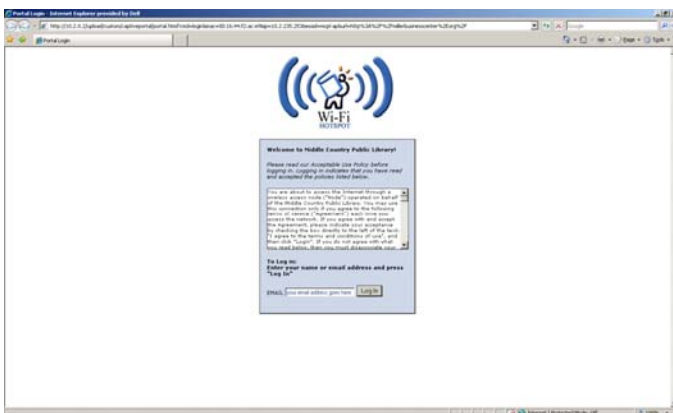 Portal Login - Internet Explorer provided by Dell
Portal Login
Page
Tools
Wi-Fi
HOTSPOT
Welcome to Middle Country Public Library!
Please read our Acceptable Use Policy before
logging in. Logging in indicates that you have read
and accepted the policies listed below.
You are about to access the Internet through a
wireless access node ("Node") operated on behalf
of the Middle Country Public Library. You may use
this connection only if you agree to the following
terms of service ("Agreement") each time you
access the network. If you agree with and accept
the Agreement, please indicate your acceptance
by checking the box directly to the left of the text:
"I agree to the terms and conditions of use", and
then click "Login". If you do not agree with what
you read below, then you must disassociate your
To Log in:
Enter your name or email address and press
"Log In"
EMAIL your email address goes here Log In